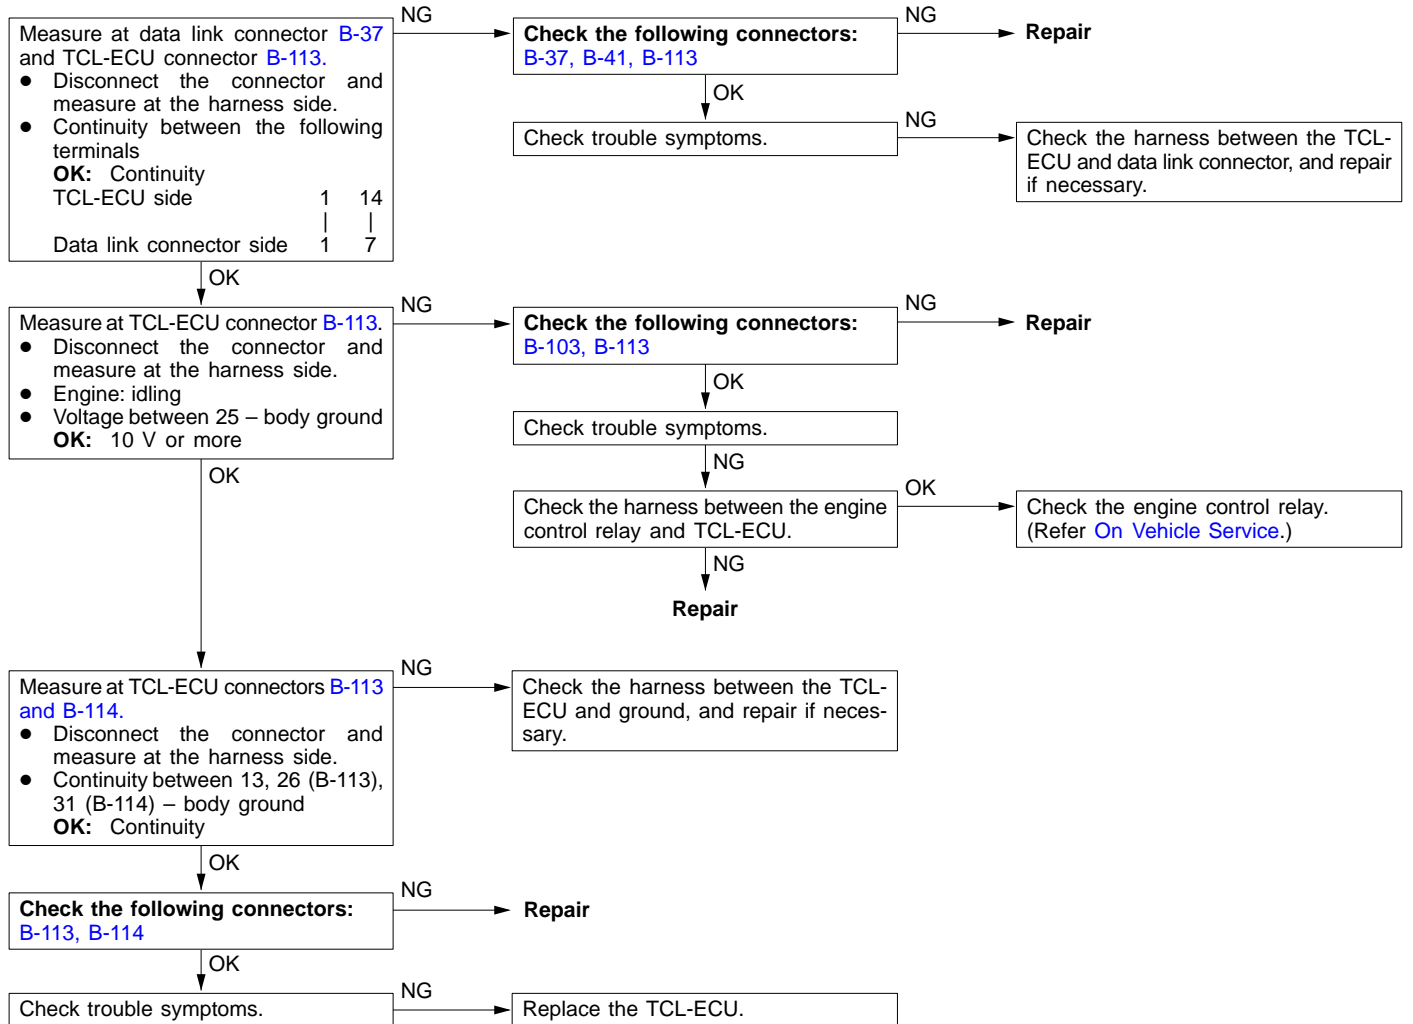 Measure at data link connector B-37
and TCL-ECU connector B-113.
● Disconnect the connector and
measure at the harness side.
● Continuity between the following
terminals
OK: Continuity
TCL-ECU side 1 14
| |
Data link connector side 1 7
NG
Check the following connectors:
B-37, B-41, B-113
NG
Repair
OK
Check trouble symptoms.
NG
Check the harness between the TCL-
ECU and data link connector, and repair
if necessary.
OK
Measure at TCL-ECU connector B-113.
● Disconnect the connector and
measure at the harness side.
● Engine: idling
● Voltage between 25 – body ground
OK: 10 V or more
NG
Check the following connectors:
B-103, B-113
NG
Repair
OK
Check trouble symptoms.
NG
Check the harness between the engine
control relay and TCL-ECU.
OK
Check the engine control relay.
(Refer On Vehicle Service.)
NG
Repair
OK
Measure at TCL-ECU connectors B-113
and B-114.
● Disconnect the connector and
measure at the harness side.
● Continuity between 13, 26 (B-113),
31 (B-114) – body ground
OK: Continuity
NG
Check the harness between the TCL-
ECU and ground, and repair if neces-
sary.
OK
Check the following connectors:
B-113, B-114
NG
Repair
OK
Check trouble symptoms.
NG
Replace the TCL-ECU.